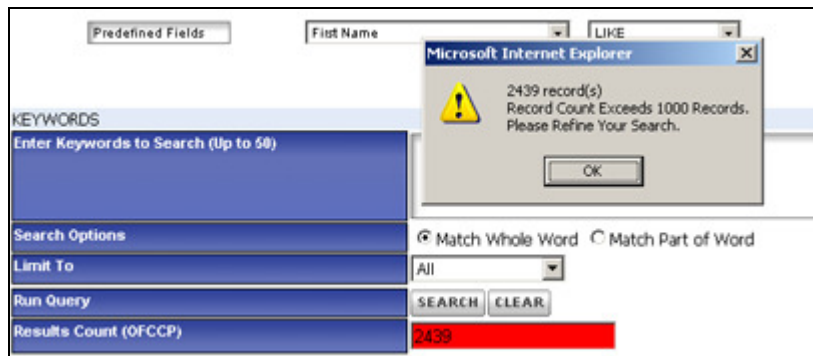 Predefined Fields First Name LIKE
Microsoft Internet Explorer
2439 record(s)
Record Count Exceeds 1000 Records.
Please Refine Your Search.
OK
KEYWORDS
Enter Keywords to Search (Up to 50)
Search Options Match Whole Word Match Part of Word
Limit To All
Run Query SEARCH CLEAR
Results Count (OFCCP) 2439